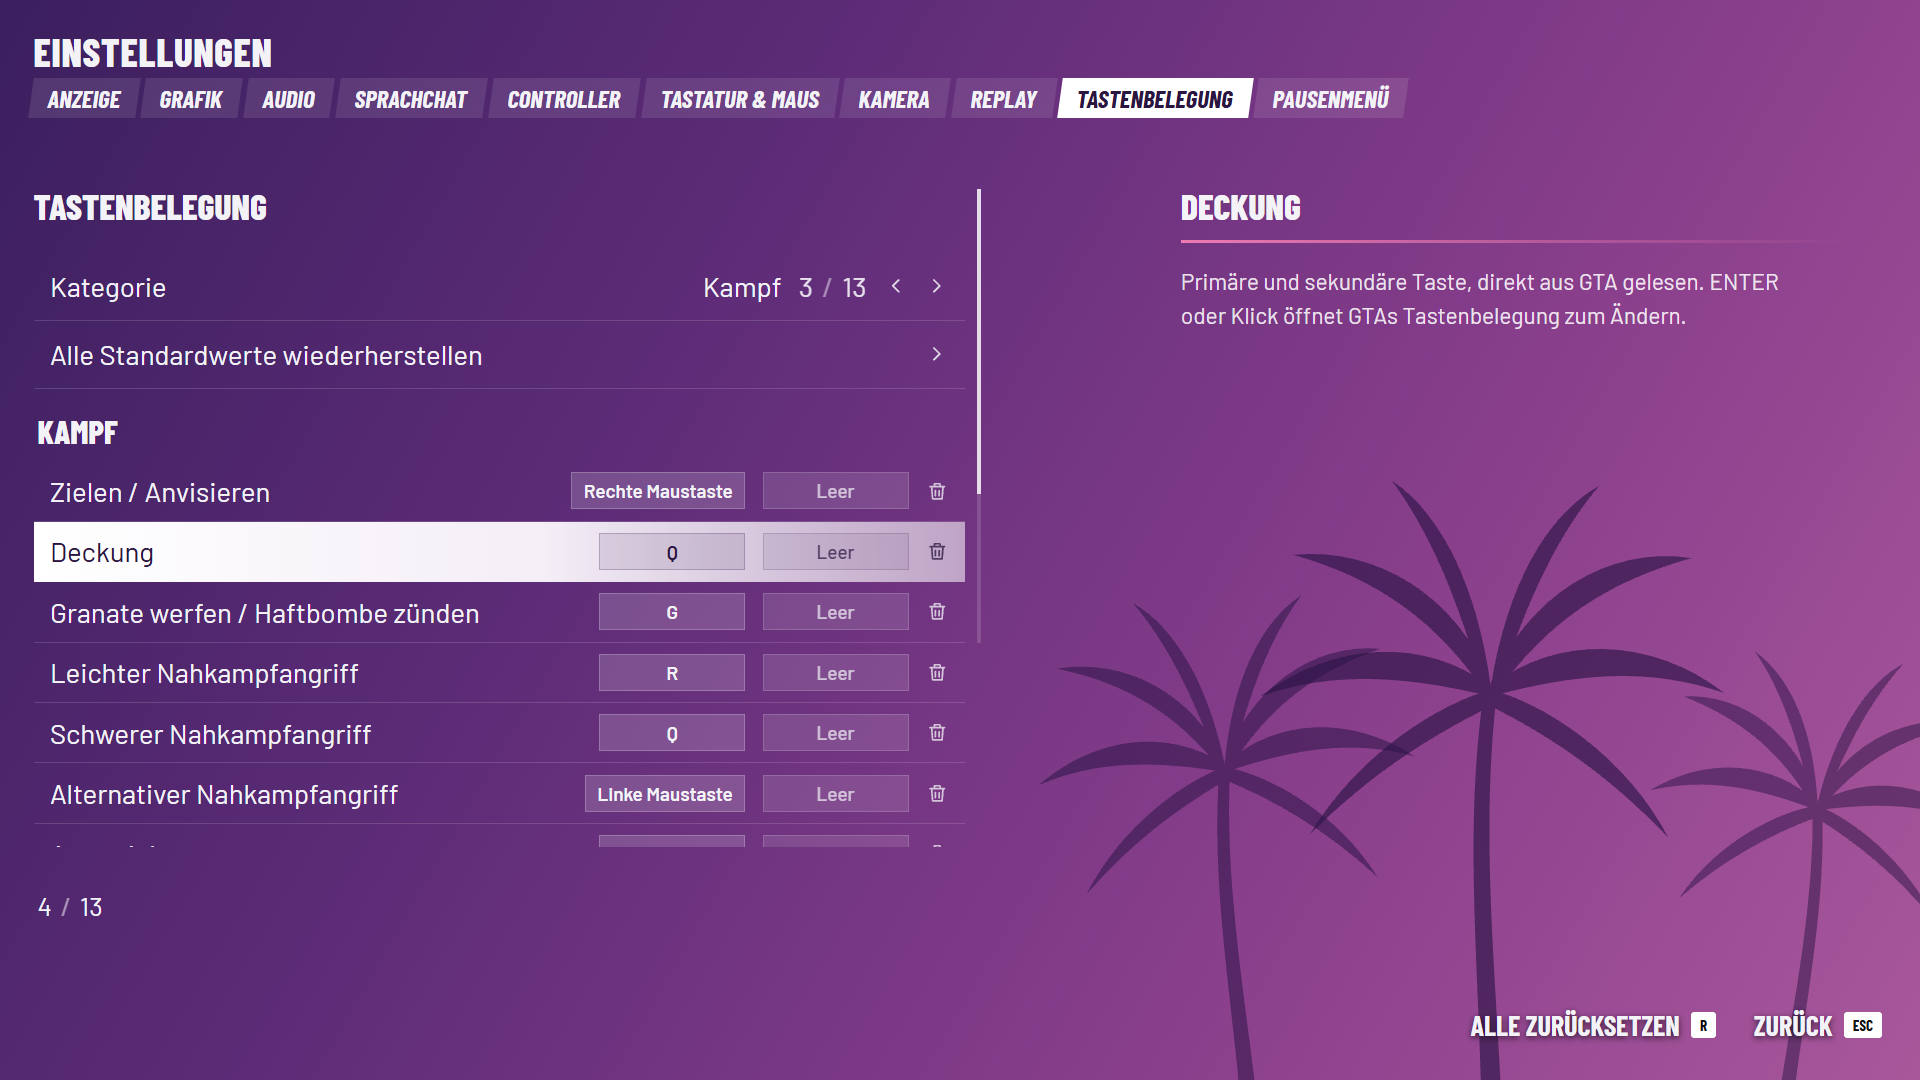 EINSTELLUNGEN
ANZEIGE GRAFIK AUDIO SPRACHCHAT CONTROLLER TASTATUR & MAUS KAMERA REPLAY TASTENBELEGUNG PAUSENMENÜ
TASTENBELEGUNG
Kategorie Kampf 3 / 13
Alle Standardwerte wiederherstellen
KAMPF
Zielen / Anvisieren Rechte Maustaste Leer
Deckung Q Leer
Granate werfen / Haftbombe zünden G Leer
Leichter Nahkampfangriff R Leer
Schwerer Nahkampfangriff Q Leer
Alternativer Nahkampfangriff LInke Maustaste Leer
4 / 13
DECKUNG
Primäre und sekundäre Taste, direkt aus GTA gelesen. ENTER
oder Klick öffnet GTAs Tastenbelegung zum Ändern.
ALLE ZURÜCKSETZEN R ZURÜCK ESC